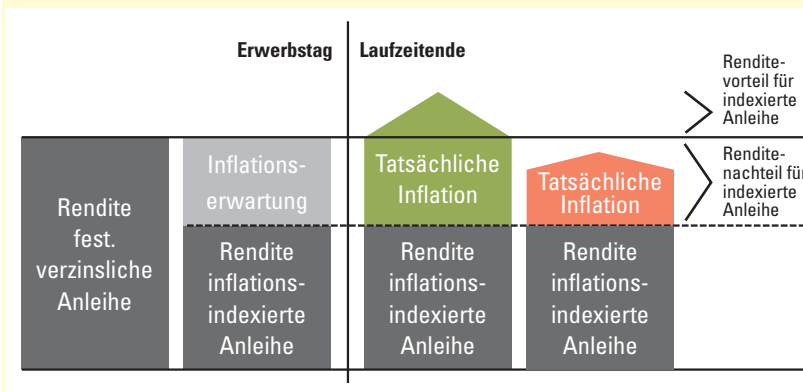 Erwerbstag
Laufzeitende
Rendite-
vorteil für
indexierte
Anleihe
Rendite-
nachteil für
indexierte
Anleihe
Rendite
fest.
verzinsliche
Anleihe
Inflations-
erwartung
Rendite
inflations-
indexierte
Anleihe
Tatsächliche
Inflation
Rendite
inflations-
indexierte
Anleihe
Tatsächliche
Inflation
Rendite
inflations-
indexierte
Anleihe